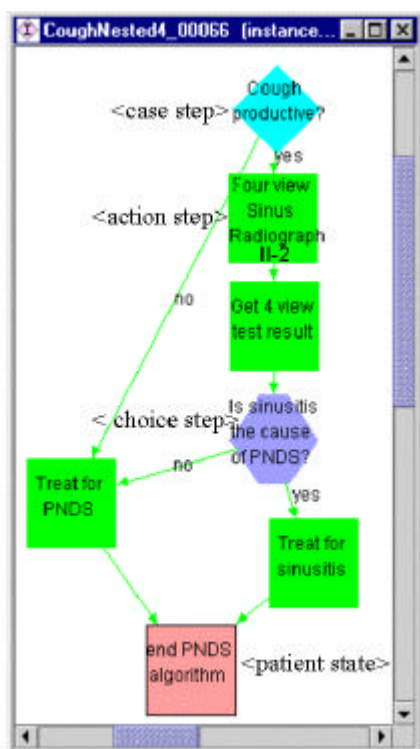 CoughNested4_00066 (instance...
Cough
productive?
<case step>
yes
Four view
Sinus
Radiograph
II-2
<action step>
no
Get 4 view
test result
Is sinusitis
the cause
of PNDS?
< choice step>
no
yes
Treat for
PNDS
Treat for
sinusitis
end PNDS
algorithm
<patient state>